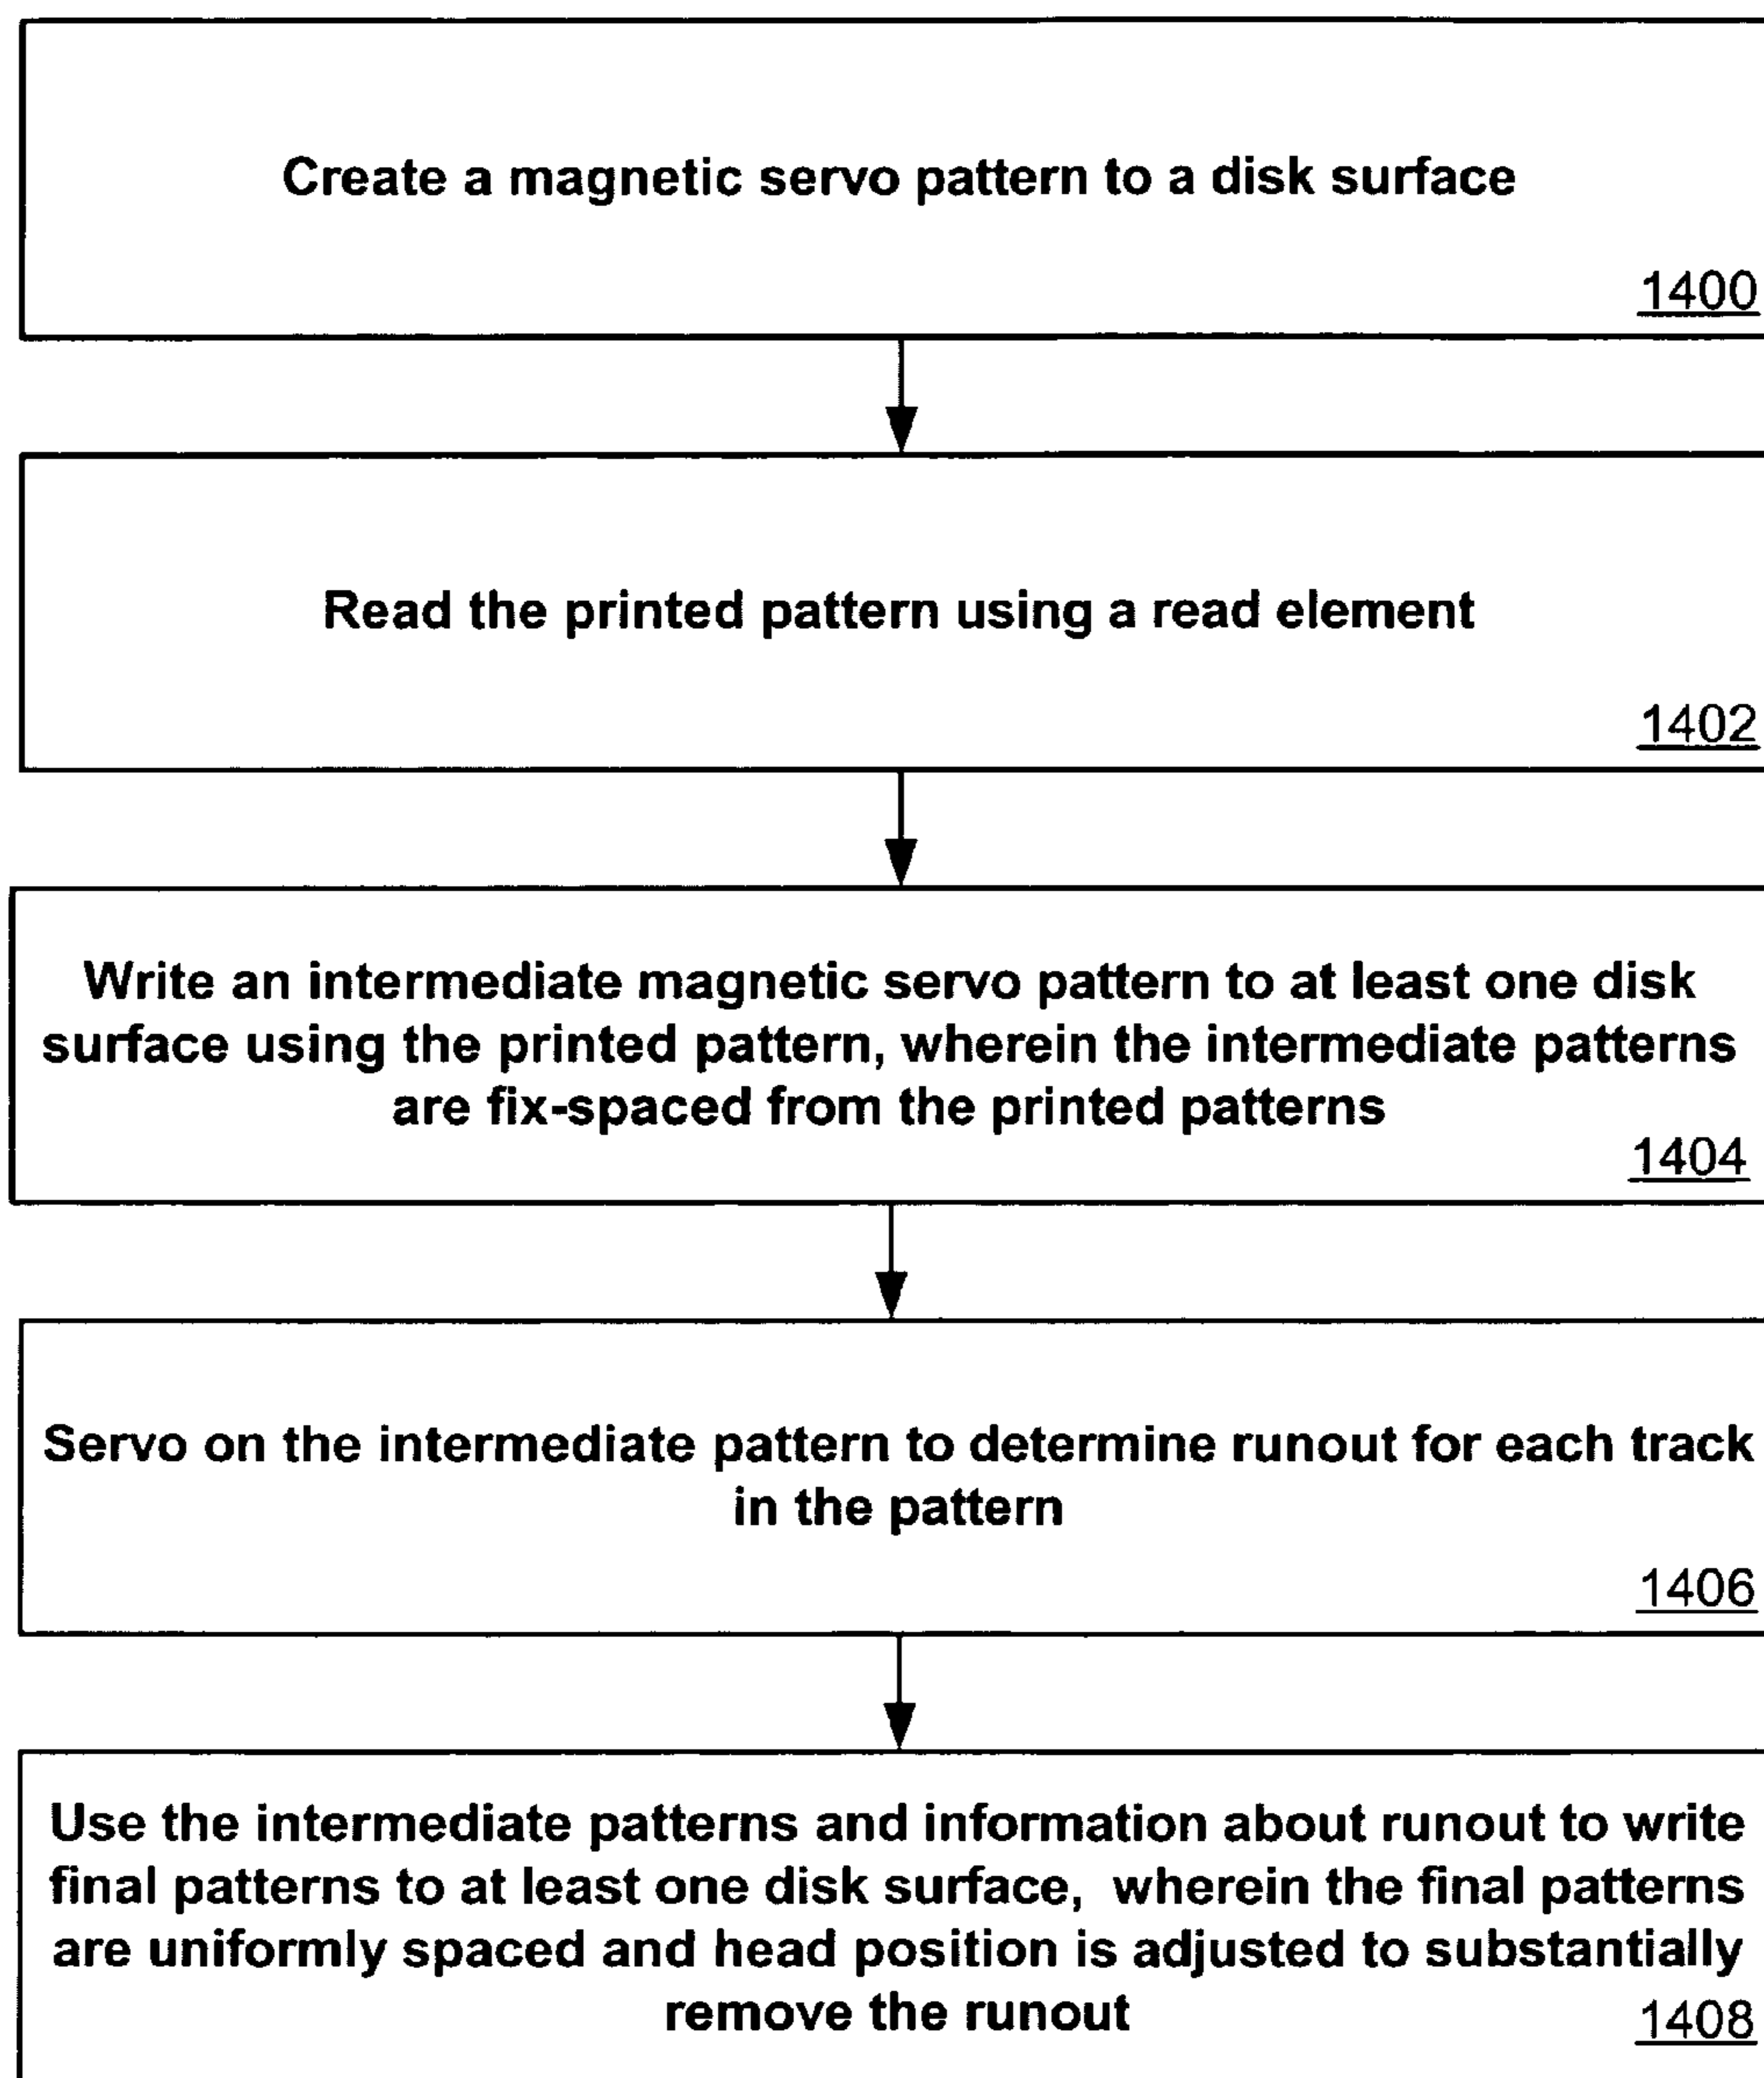 Create a magnetic servo pattern to a disk surface
1400
Read the printed pattern using a read element
1402
Write an intermediate magnetic servo pattern to at least one disk
surface using the printed pattern, wherein the intermediate patterns
are fix-spaced from the printed patterns
1404
Servo on the intermediate pattern to determine runout for each track
in the pattern
1406
Use the intermediate patterns and information about runout to write
final patterns to at least one disk surface, wherein the final patterns
are uniformly spaced and head position is adjusted to substantially
remove the runout
1408